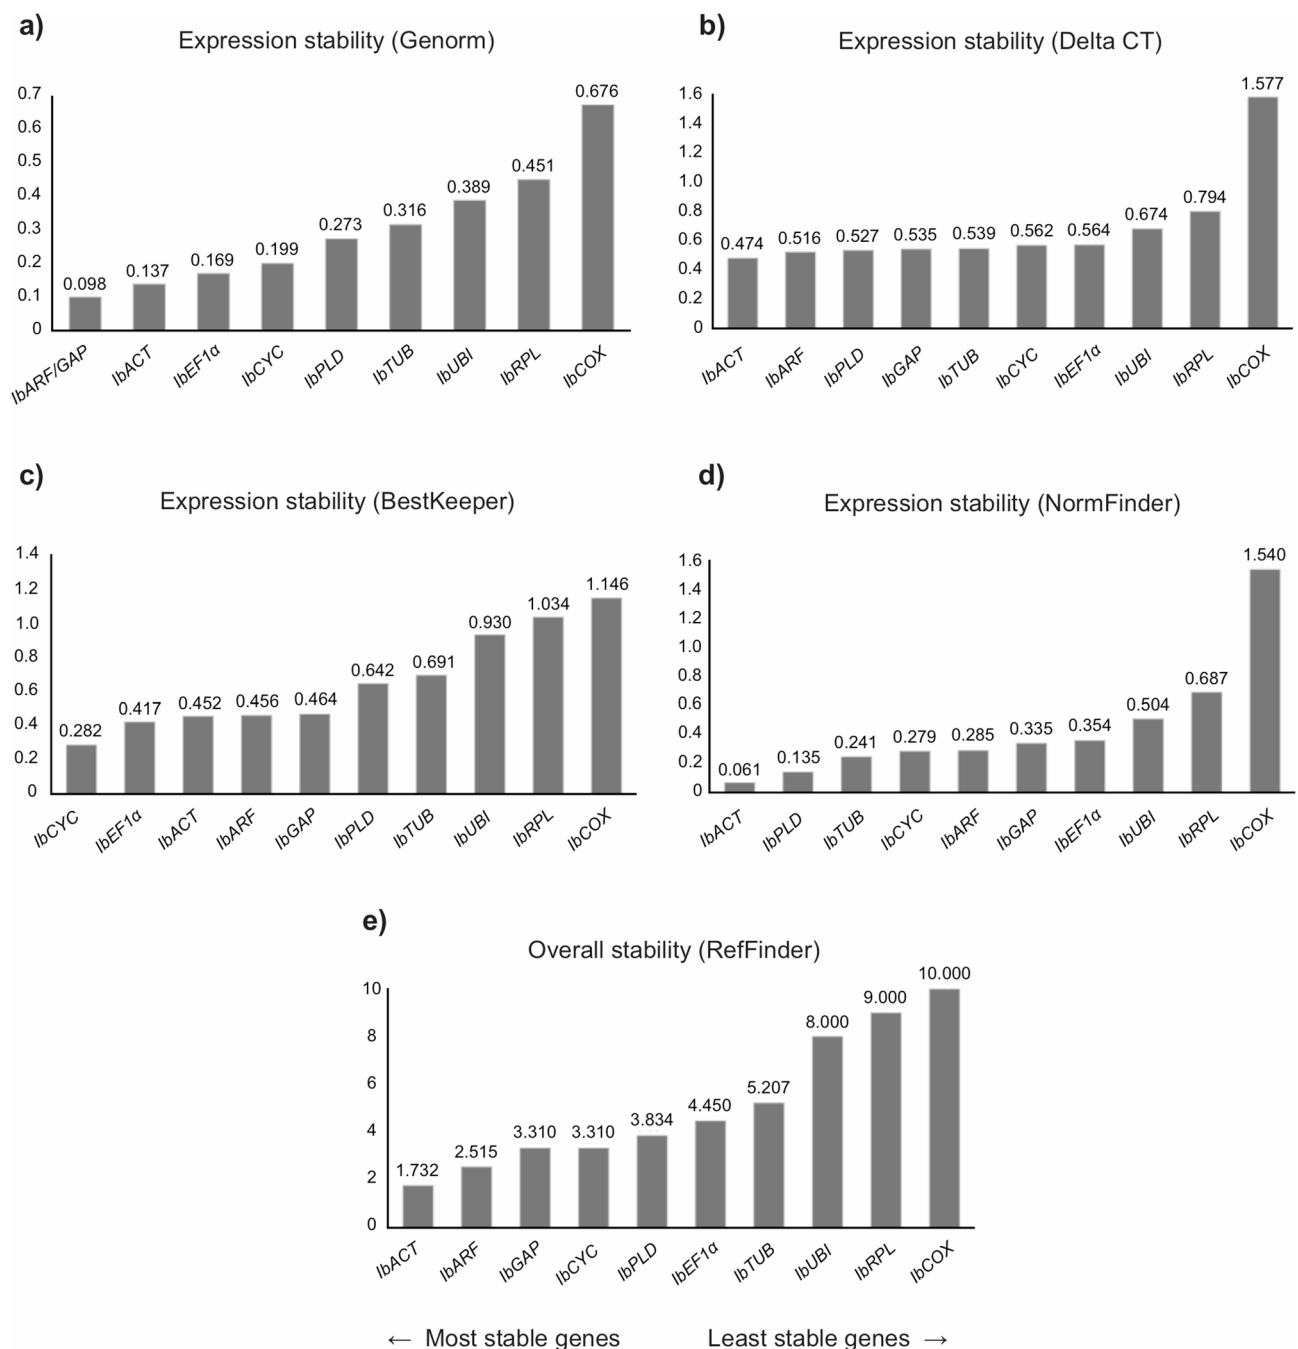 a)
Expression stability (Genorm)
0.7
0.6
0.5
0.4
0.3
0.2
0.1
0
0.098
0.137
0.169
0.199
0.273
0.316
0.389
0.451
0.676
IbARF/GAP
IbACT
IbEF1α
IbCYC
IbPLD
IbTUB
IbUBI
IbRPL
IbCOX
b)
Expression stability (Delta CT)
1.6
1.4
1.2
1.0
0.8
0.6
0.4
0.2
0
0.474
0.516
0.527
0.535
0.539
0.562
0.564
0.674
0.794
1.577
IbACT
IbARF
IbPLD
IbGAP
IbTUB
IbCYC
IbEF1α
IbUBI
IbRPL
IbCOX
c)
Expression stability (BestKeeper)
1.4
1.2
1.0
0.8
0.6
0.4
0.2
0
0.282
0.417
0.452
0.456
0.464
0.642
0.691
0.930
1.034
1.146
IbCYC
IbEF1α
IbACT
IbARF
IbGAP
IbPLD
IbTUB
IbUBI
IbRPL
IbCOX
d)
Expression stability (NormFinder)
1.6
1.4
1.2
1.0
0.8
0.6
0.4
0.2
0
0.061
0.135
0.241
0.279
0.285
0.335
0.354
0.504
0.687
1.540
IbACT
IbPLD
IbTUB
IbCYC
IbARF
IbGAP
IbEF1α
IbUBI
IbRPL
IbCOX
e)
Overall stability (RefFinder)
10
8
6
4
2
0
1.732
2.515
3.310
3.310
3.834
4.450
5.207
8.000
9.000
10.000
IbACT
IbARF
IbGAP
IbCYC
IbPLD
IbEF1α
IbTUB
IbUBI
IbRPL
IbCOX
← Most stable genes
Least stable genes →